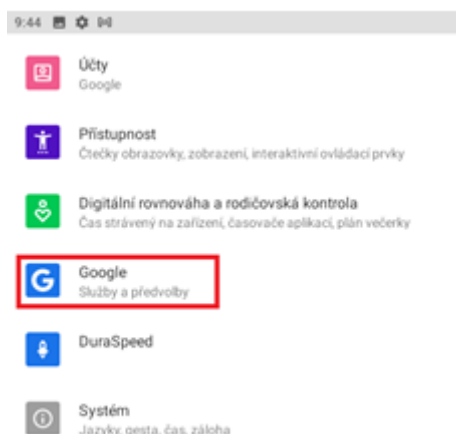 9:44
Účty
Google
Přístupnost
Čtečky obrazovky, zobrazení, interaktivní ovládací prvky
Digitální rovnováha a rodičovská kontrola
Čas strávený na zařízení, časovače aplikací, plán večerky
Google
Služby a předvolby
DuraSpeed
Systém
Jazyky, gesta, čas, záloha